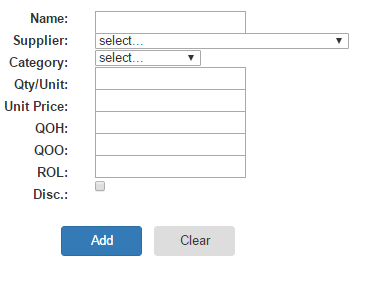 Name:
Supplier: select...
Category: select...
Qty/Unit:
Unit Price:
QOH:
QOO:
ROL:
Disc.:
Add Clear